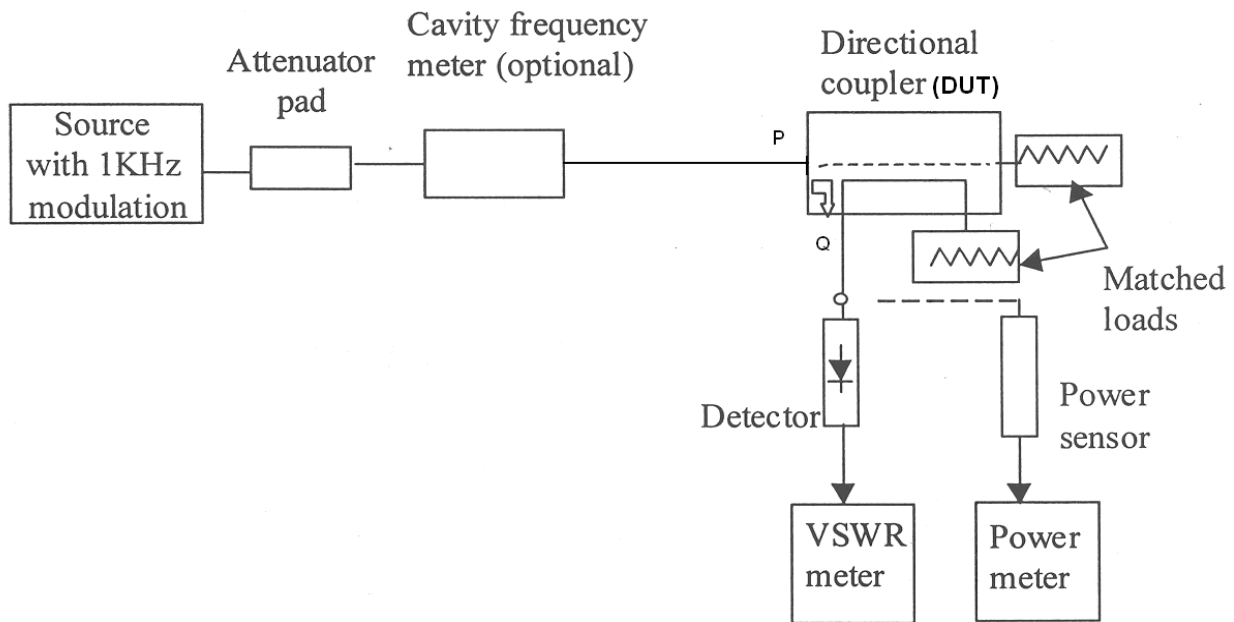 Cavity frequency
meter (optional)
Attenuator
pad
Source
with 1KHz
modulation
Directional
coupler (DUT)
P
Q
Matched
loads
Detector
Power
sensor
VSWR
meter
Power
meter